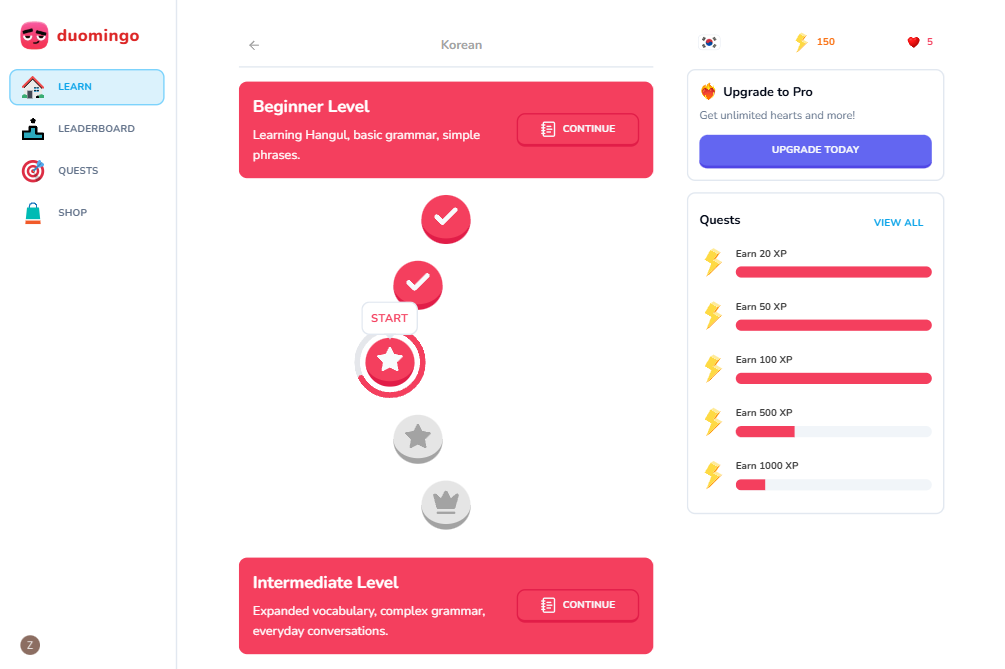 duomingo
LEARN
LEADERBOARD
QUESTS
SHOP
Z
Korean
Beginner Level
Learning Hangul, basic grammar, simple
phrases.
CONTINUE
START
Intermediate Level
Expanded vocabulary, complex grammar,
everyday conversations.
CONTINUE
150
5
Upgrade to Pro
Get unlimited hearts and more!
UPGRADE TODAY
Quests
VIEW ALL
Earn 20 XP
Earn 50 XP
Earn 100 XP
Earn 500 XP
Earn 1000 XP